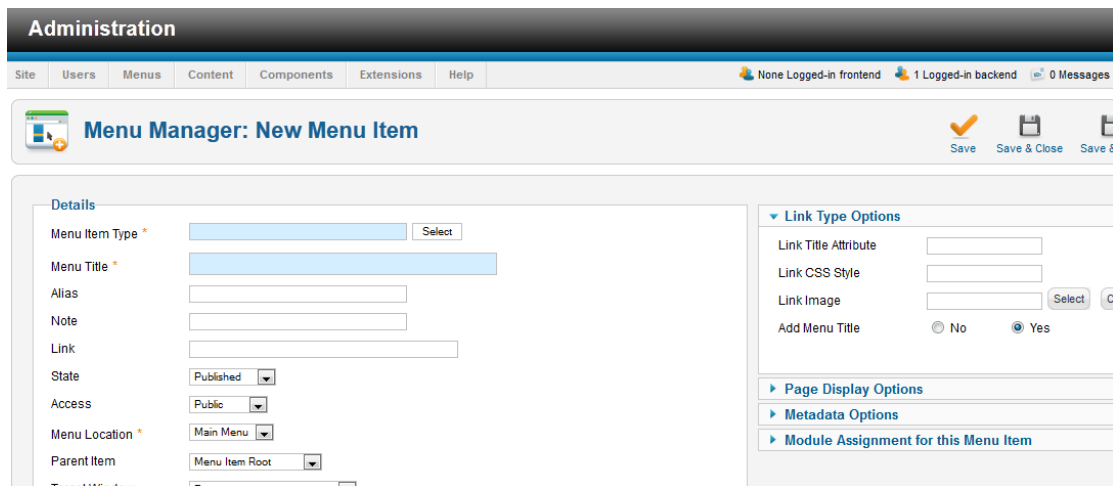 Administration
Site Users Menus Content Components Extensions Help None Logged-in frontend 1 Logged-in backend 0 Messages
Menu Manager: New Menu Item
Save Save & Close Save &
Details
Menu Item Type * Select
Menu Title *
Alias
Note
Link
State Published
Access Public
Menu Location * Main Menu
Parent Item Menu Item Root
Link Type Options
Link Title Attribute
Link CSS Style
Link Image Select C
Add Menu Title No Yes
Page Display Options
Metadata Options
Module Assignment for this Menu Item